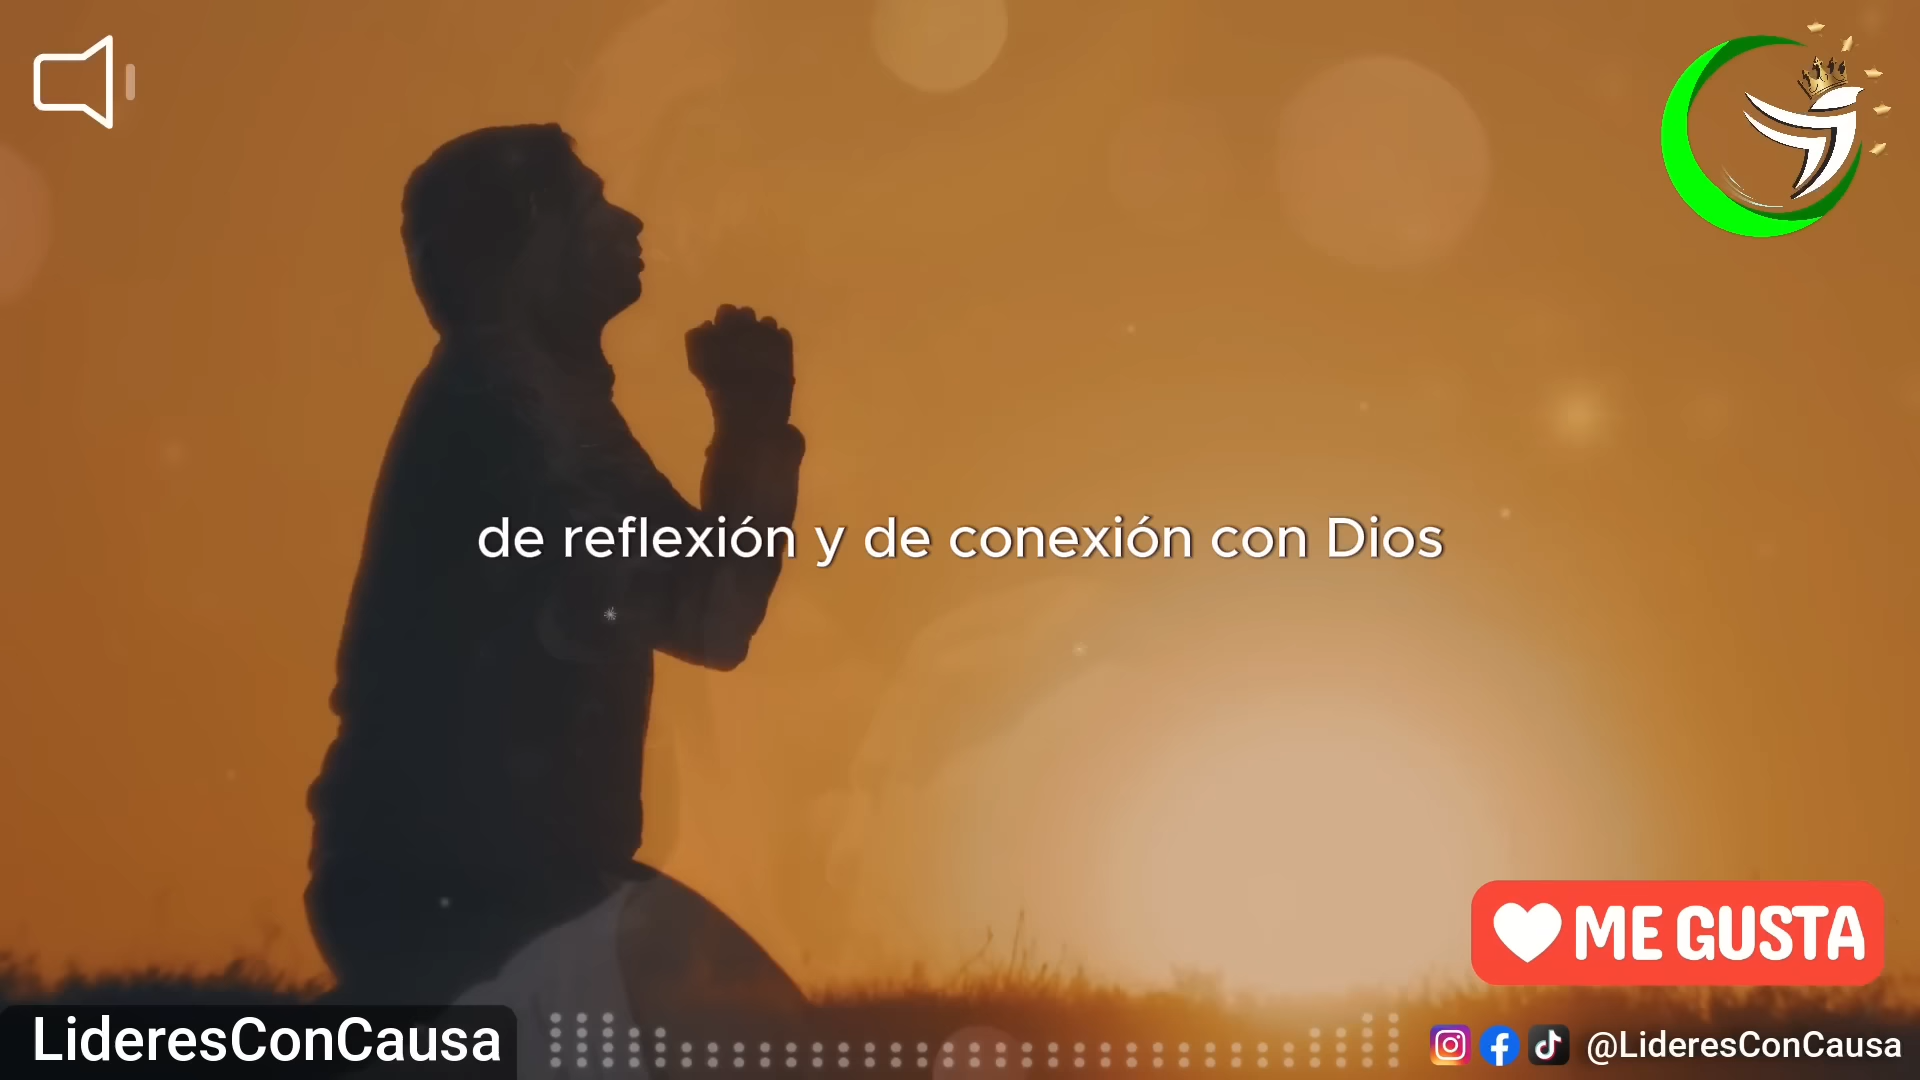 de reflexión y de conexión con Dios
ME GUSTA
LideresConCausa
@LideresConCausa